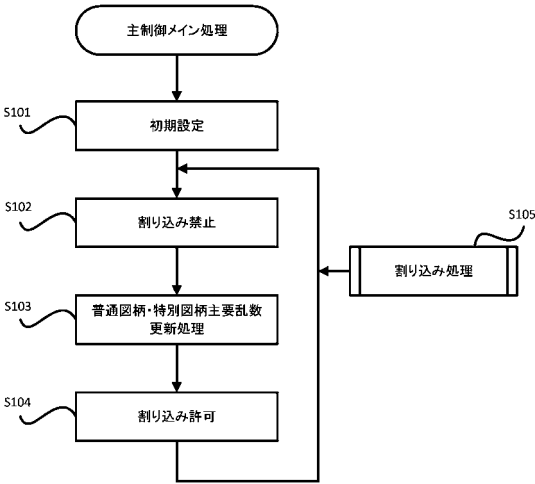 主制御メイン処理
S101
初期設定
S102
割り込み禁止
S105
割り込み処理
S103
普通図柄・特別図柄主要乱数
更新処理
S104
割り込み許可